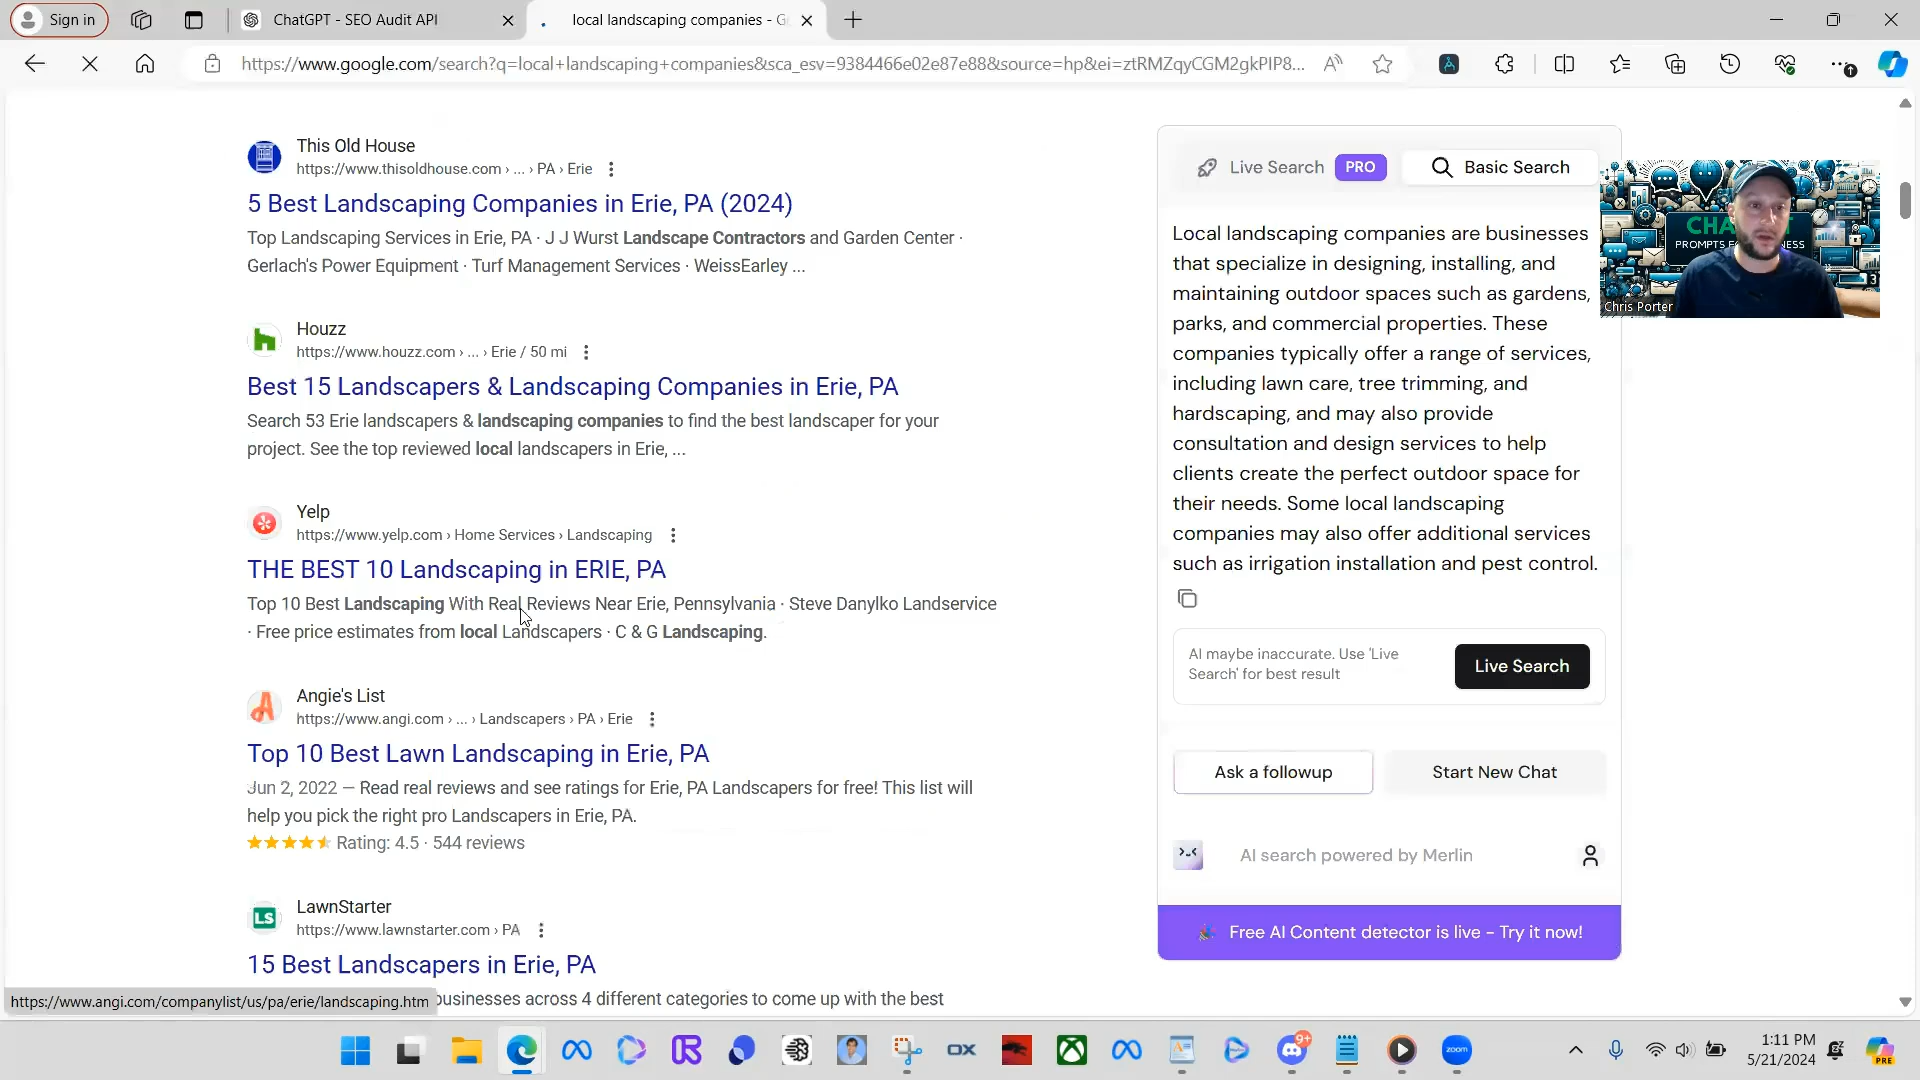 Sign in
ChatGPT - SEO Audit API
local landscaping companies - G
https://www.google.com/search?q=local+landscaping+companies&sca_esv=9384466e02e87e88&source=hp&ei=ztRMZqyCGM2gkPIP8...
This Old House
https://www.thisoldhouse.com › ... › PA › Erie
5 Best Landscaping Companies in Erie, PA (2024)
Top Landscaping Services in Erie, PA · J J Wurst Landscape Contractors and Garden Center ·
Gerlach's Power Equipment · Turf Management Services · WeissEarley ...
Houzz
https://www.houzz.com › ... › Erie / 50 mi
Best 15 Landscapers & Landscaping Companies in Erie, PA
Search 53 Erie landscapers & landscaping companies to find the best landscaper for your
project. See the top reviewed local landscapers in Erie, ...
Yelp
https://www.yelp.com › Home Services › Landscaping
THE BEST 10 Landscaping in ERIE, PA
Top 10 Best Landscaping With Real Reviews Near Erie, Pennsylvania · Steve Danylko Landservice
· Free price estimates from local Landscapers · C & G Landscaping.
Angie's List
https://www.angi.com › ... › Landscapers › PA › Erie
Top 10 Best Lawn Landscaping in Erie, PA
Jun 2, 2022 — Read real reviews and see ratings for Erie, PA Landscapers for free! This list will
help you pick the right pro Landscapers in Erie, PA.
Rating: 4.5 · 544 reviews
LS
LawnStarter
https://www.lawnstarter.com › PA
15 Best Landscapers in Erie, PA
businesses across 4 different categories to come up with the best
https://www.angi.com/companylist/us/pa/erie/landscaping.htm
Live Search PRO
Basic Search
Local landscaping companies are businesses
that specialize in designing, installing, and
maintaining outdoor spaces such as gardens,
parks, and commercial properties. These
companies typically offer a range of services,
including lawn care, tree trimming, and
hardscaping, and may also provide
consultation and design services to help
clients create the perfect outdoor space for
their needs. Some local landscaping
companies may also offer additional services
such as irrigation installation and pest control.
AI maybe inaccurate. Use 'Live
Search' for best result
Live Search
Ask a followup
Start New Chat
AI search powered by Merlin
Free AI Content detector is live - Try it now!
CHA
PROMPTS
Chris Porter
OX
9+
zoom
1:11 PM
5/21/2024
PRE